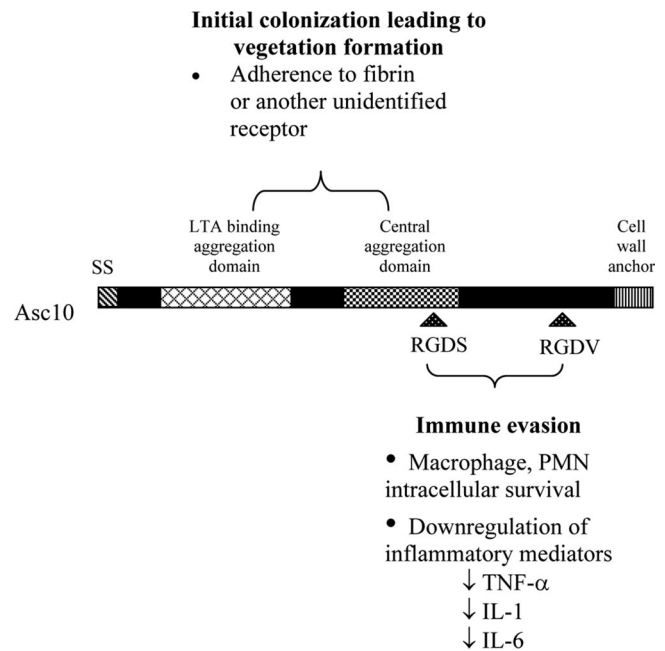 Initial colonization leading to
vegetation formation
• Adherence to fibrin
or another unidentified
receptor
LTA binding
aggregation
domain
Central
aggregation
domain
Cell
wall
anchor
SS
Asc10
RGDS
RGDV
Immune evasion
• Macrophage, PMN
intracellular survival
• Downregulation of
inflammatory mediators
↓ TNF-α
↓ IL-1
↓ IL-6